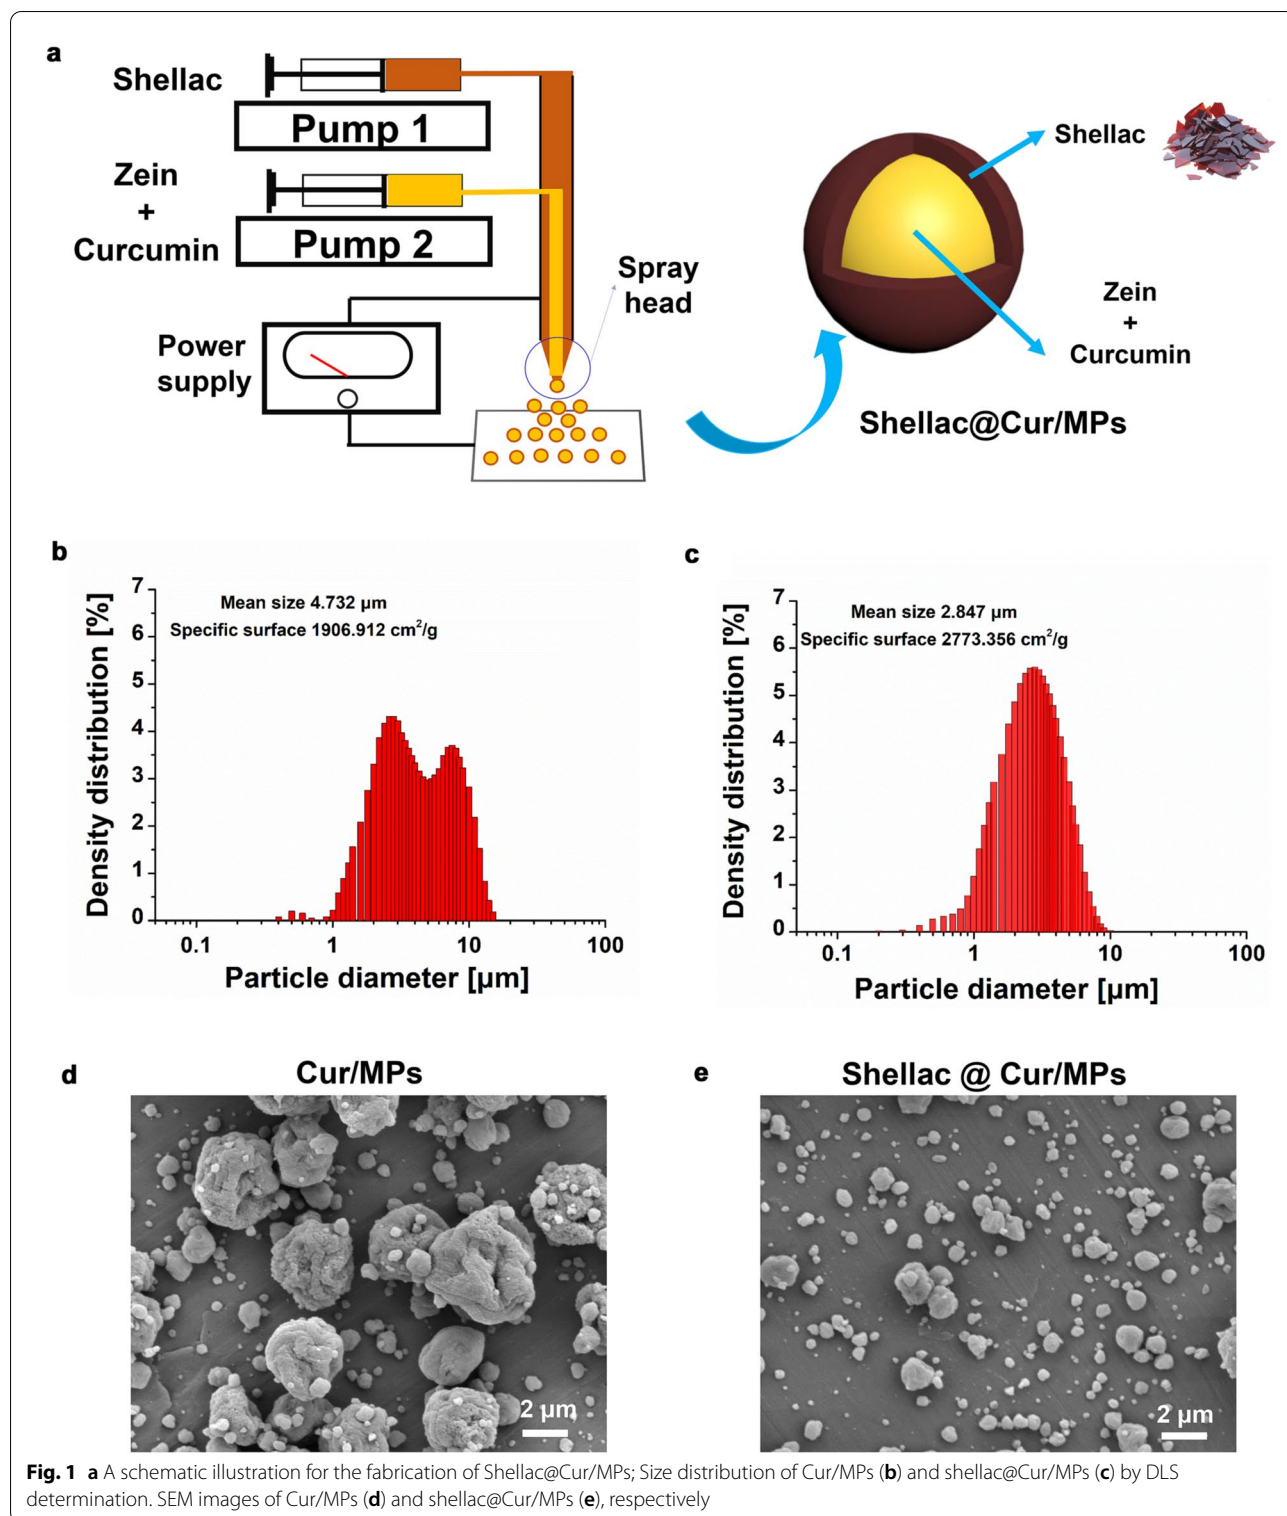 a
Shellac
Pump 1
Zein
+
Curcumin
Pump 2
Power
supply
Spray
head
Shellac
Zein
+
Curcumin
Shellac@Cur/MPs
b
Mean size 4.732 µm
Specific surface 1906.912 cm²/g
Density distribution [%]
7
6
5
4
3
2
1
0
0.1 1 10 100
Particle diameter [µm]
c
Mean size 2.847 µm
Specific surface 2773.356 cm²/g
Density distribution [%]
7
6
5
4
3
2
1
0
0.1 1 10 100
Particle diameter [µm]
d
Cur/MPs
2 µm
e
Shellac @ Cur/MPs
2 µm
Fig. 1 a A schematic illustration for the fabrication of Shellac@Cur/MPs; Size distribution of Cur/MPs (b) and shellac@Cur/MPs (c) by DLS
determination. SEM images of Cur/MPs (d) and shellac@Cur/MPs (e), respectively